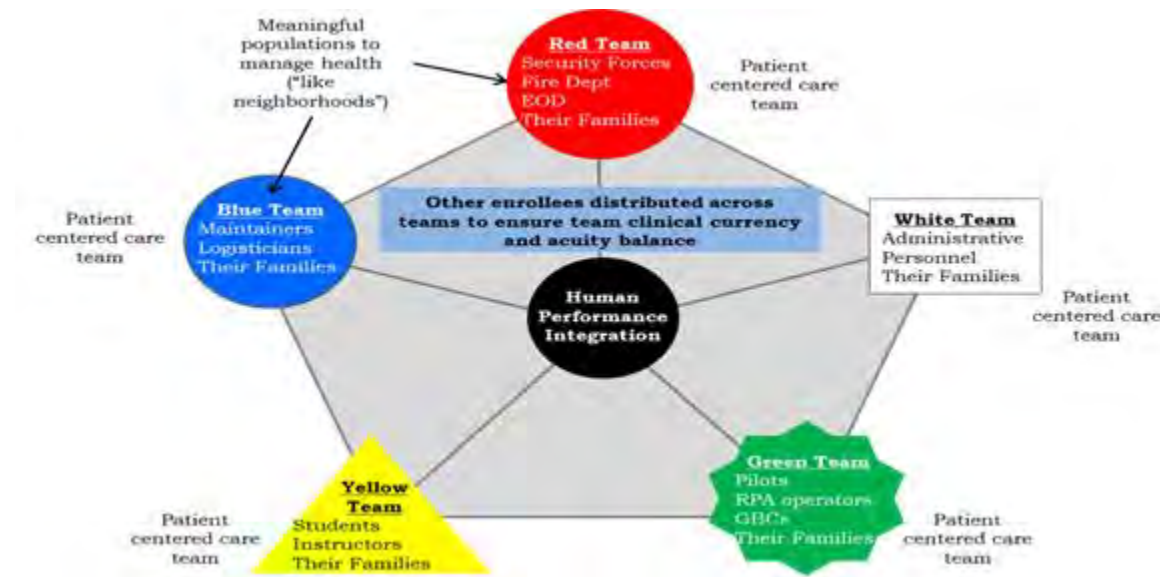 Meaningful
populations to
manage health
("like
neighborhoods")
Red Team
Security Forces
Fire Dept
EOD
Their Families
Patient
centered care
team
Patient
centered care
team
Blue Team
Maintainers
Logisticians
Their Families
Other enrollees distributed across
teams to ensure team clinical currency
and acuity balance
White Team
Administrative
Personnel
Their Families
Patient
centered care
team
Human
Performance
Integration
Patient
centered care
team
Yellow
Team
Students
Instructors
Their Families
Green Team
Pilots
RPA operators
GBCs
Their Families
Patient
centered care
team